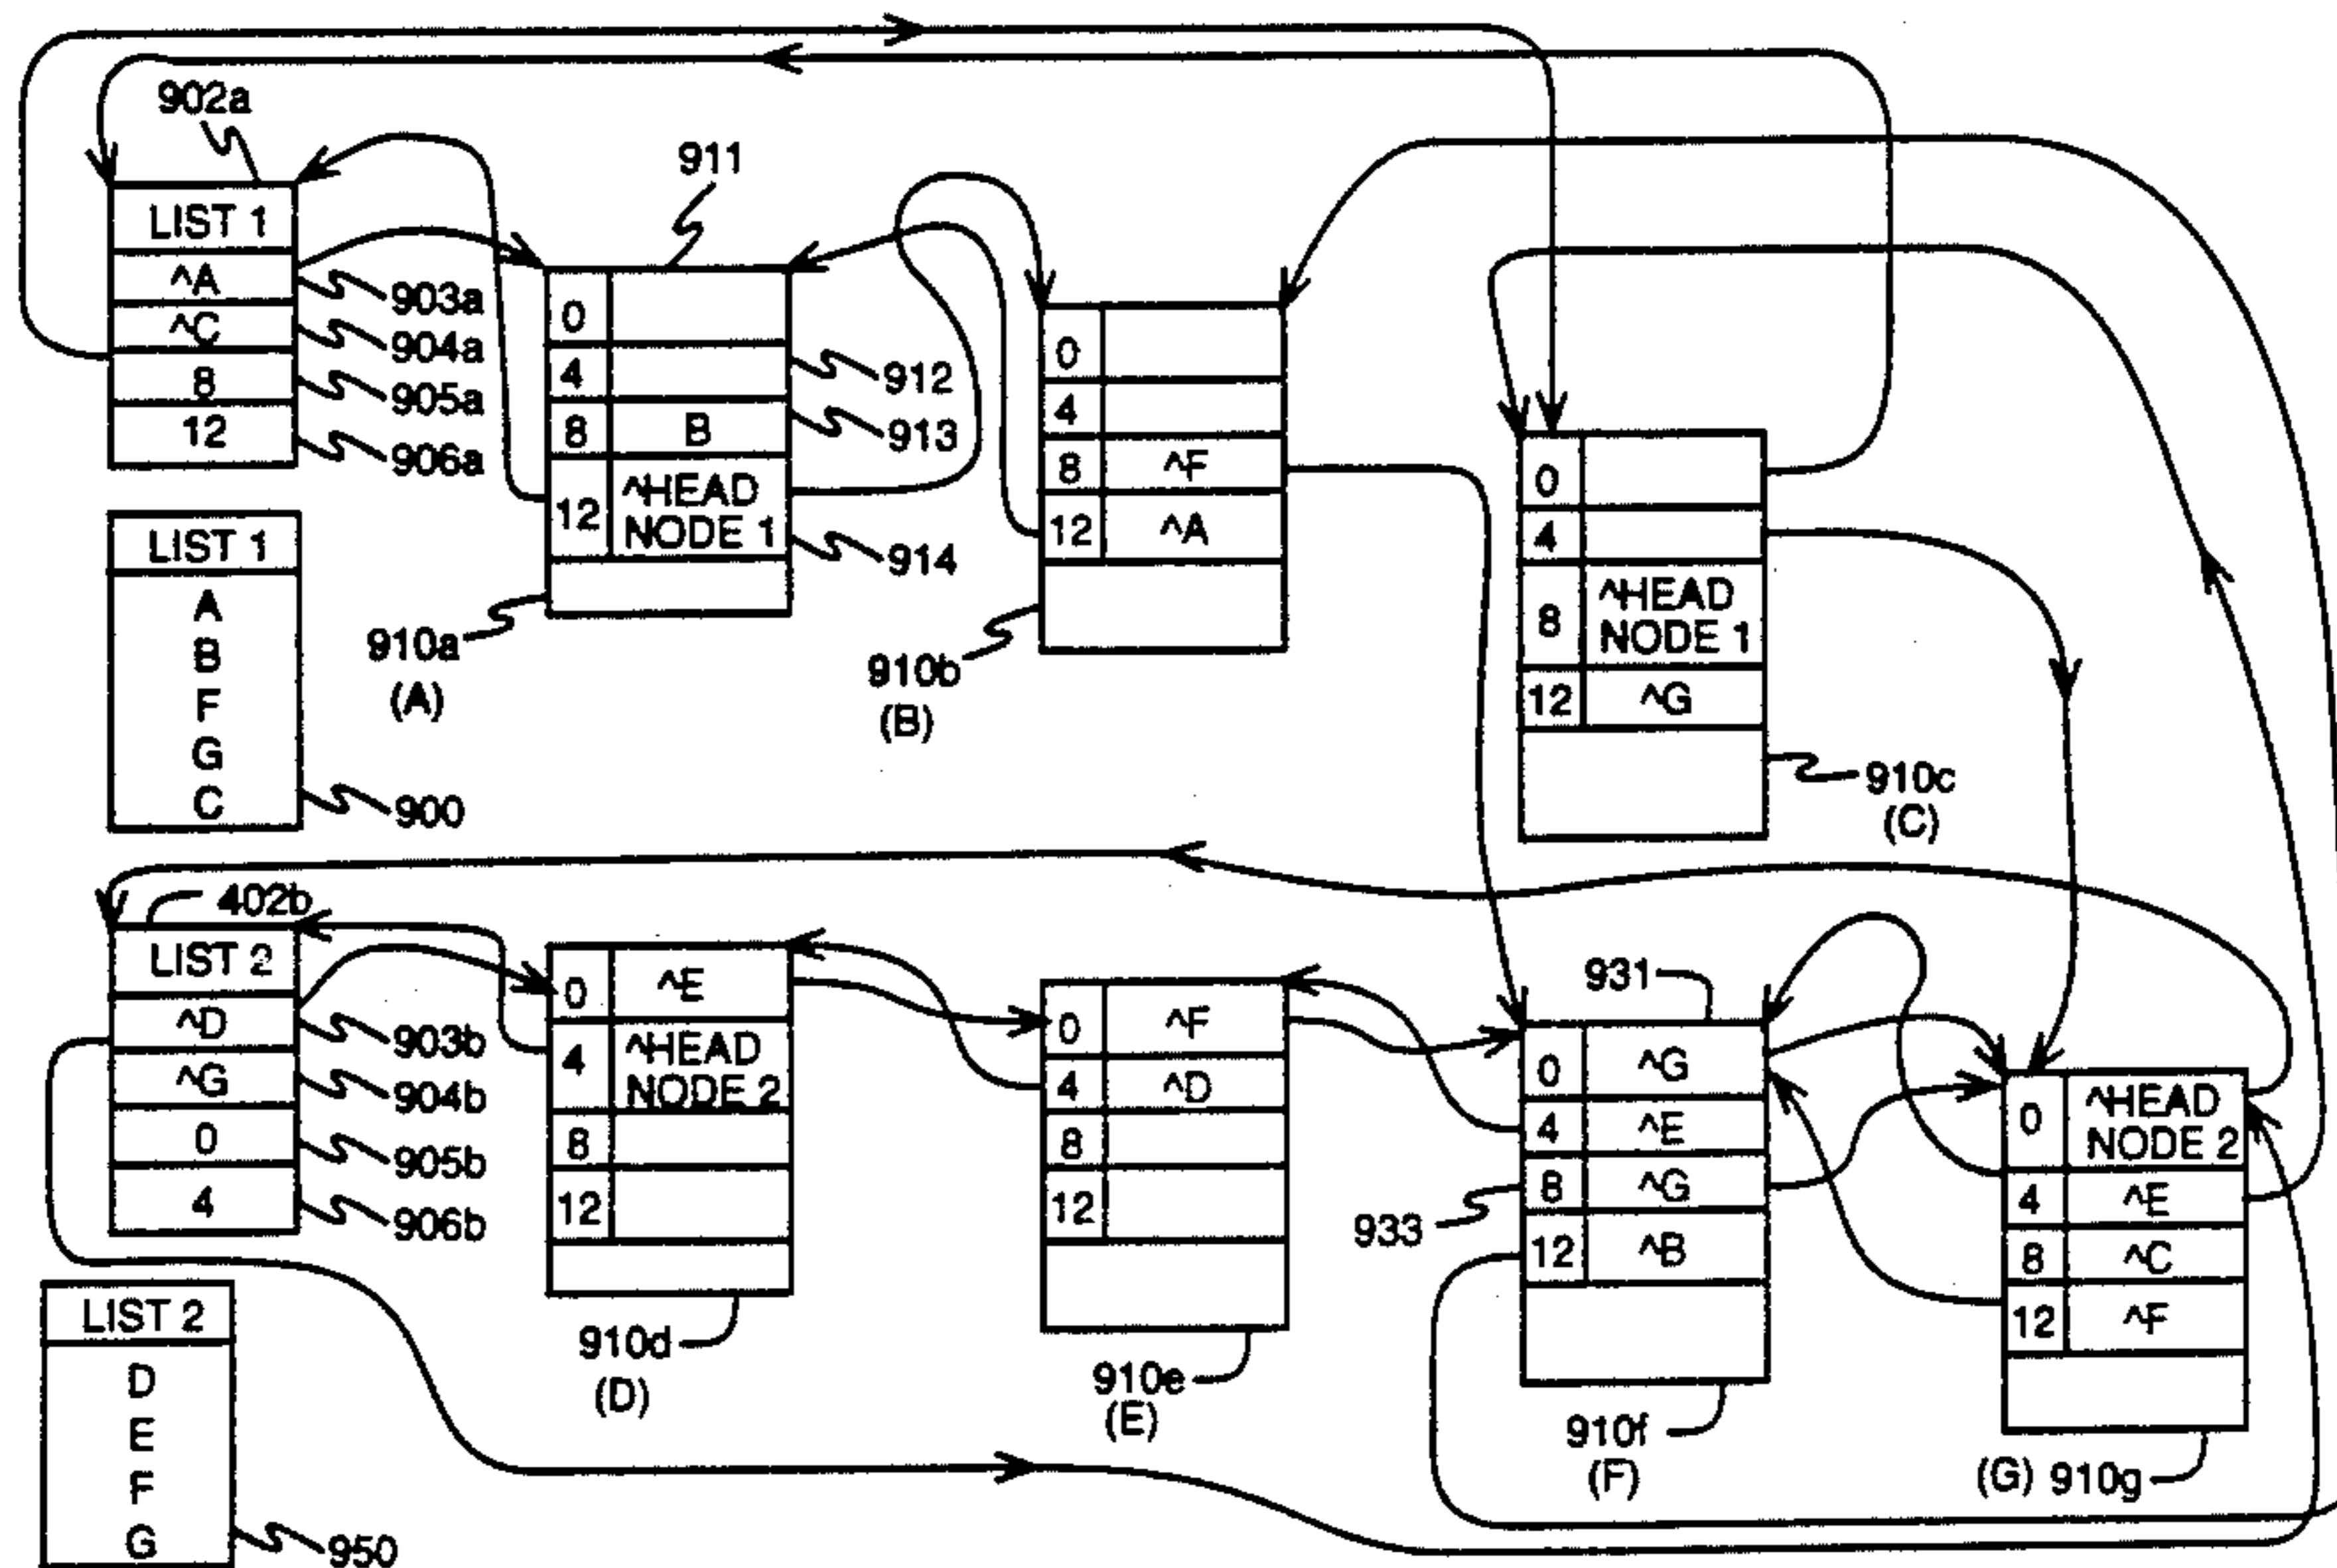 902a
LIST 1
^A
^C
8
12
903a
904a
905a
906a
LIST 1
A
B
F
G
C
900
911
0
4
8 B
12 ^HEAD
NODE 1
912
913
914
910a
(A)
0
4
8 ^F
12 ^A
910b
(B)
0
4
8 ^HEAD
NODE 1
12 ^G
910c
(C)
402b
LIST 2
^D
^G
0
4
903b
904b
905b
906b
LIST 2
D
E
F
G
950
0 ^E
4 ^HEAD
NODE 2
8
12
910d
(D)
0 ^F
4 ^D
8
12
910e
(E)
931
0 ^G
4 ^E
8 ^G
12 ^B
933
910f
(F)
0 ^HEAD
NODE 2
4 ^E
8 ^C
12 ^F
(G) 910g